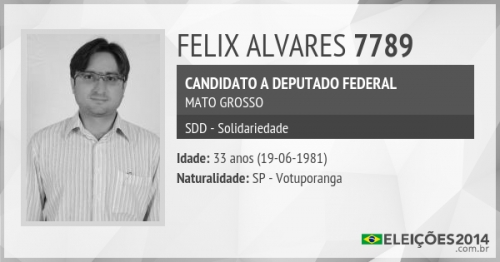 FELIX ALVARES 7789
CANDIDATO A DEPUTADO FEDERAL
MATO GROSSO
SDD - Solidariedade
Idade: 33 anos (19-06-1981)
Naturalidade: SP - Votuporanga
ELEIÇÕES2014
.com.br